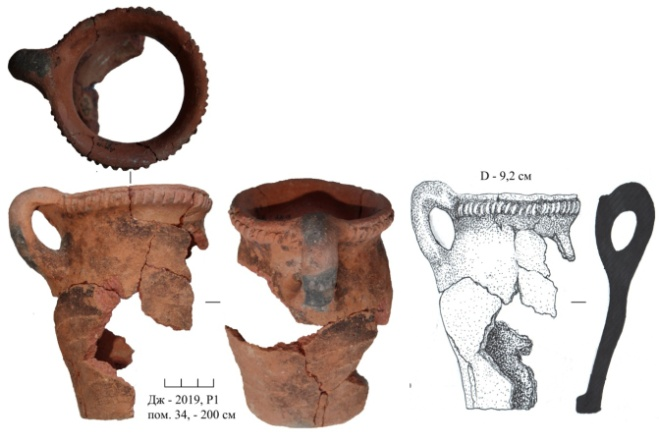 D - 9,2 см
Дж - 2019, Р1
пом. 34, - 200 см